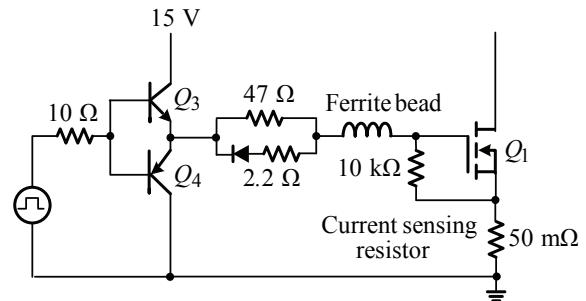 15 V
10 Ω
Q3
47 Ω
Ferrite bead
Q4
2.2 Ω
10 kΩ
Q1
Current sensing
resistor
50 mΩ